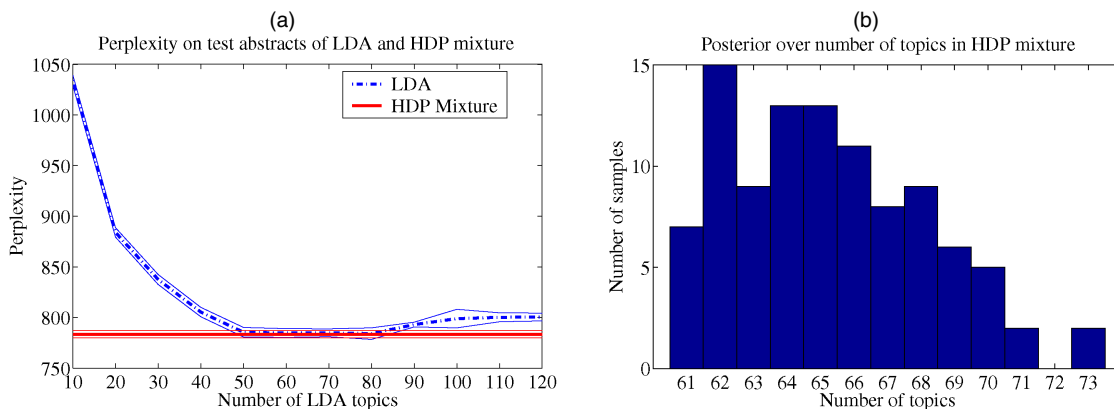 (a)
Perplexity on test abstracts of LDA and HDP mixture
1050
1000
950
900
850
800
750
Perplexity
LDA
HDP Mixture
10 20 30 40 50 60 70 80 90 100 110 120
Number of LDA topics
(b)
Posterior over number of topics in HDP mixture
15
10
5
0
Number of samples
61 62 63 64 65 66 67 68 69 70 71 72 73
Number of topics